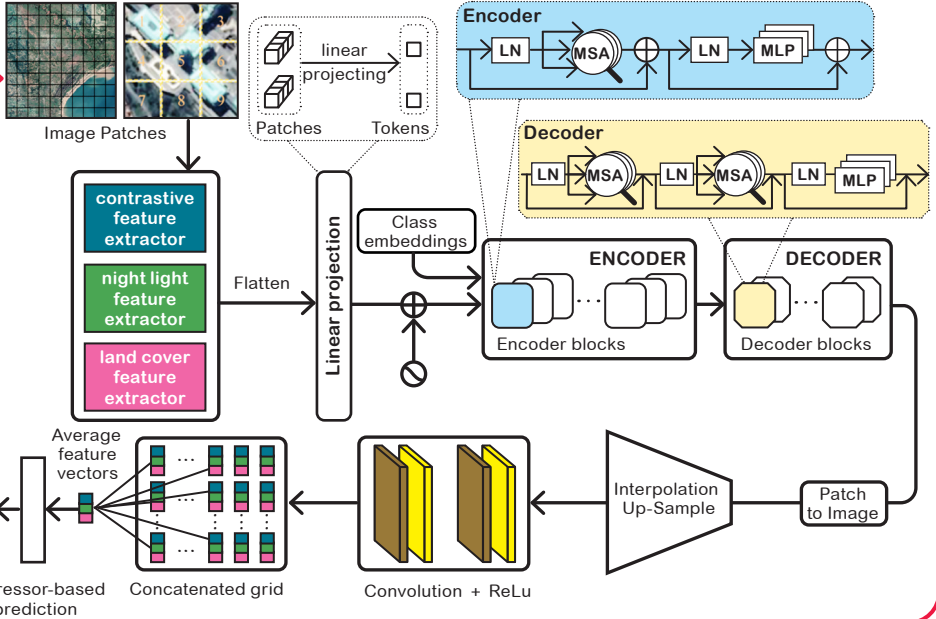 3
5
7 8 9
Image Patches
linear
projecting
Patches
Tokens
Encoder
LN
MSA
LN
MLP
Decoder
LN
MSA
LN
MSA
LN
MLP
contrastive
feature
extractor
night light
feature
extractor
land cover
feature
extractor
Flatten
Linear projection
Class
embeddings
ENCODER
...
Encoder blocks
DECODER
...
Decoder blocks
Patch
to Image
Interpolation
Up-Sample
Convolution + ReLu
Concatenated grid
Average
feature
vectors
ressor-based
prediction